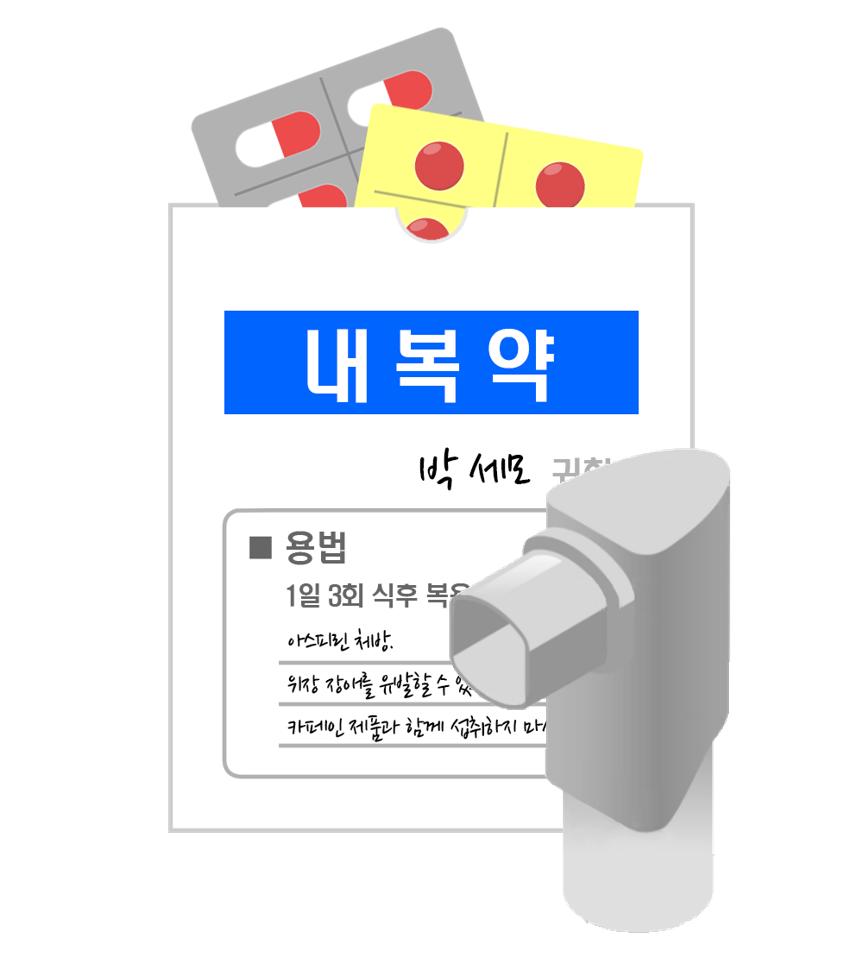 내복약
박세모
용법
1일 3회 식후
아스피린 처방.
위장 장애를 유발할 수
카페인 제품과 함께 섭취하지